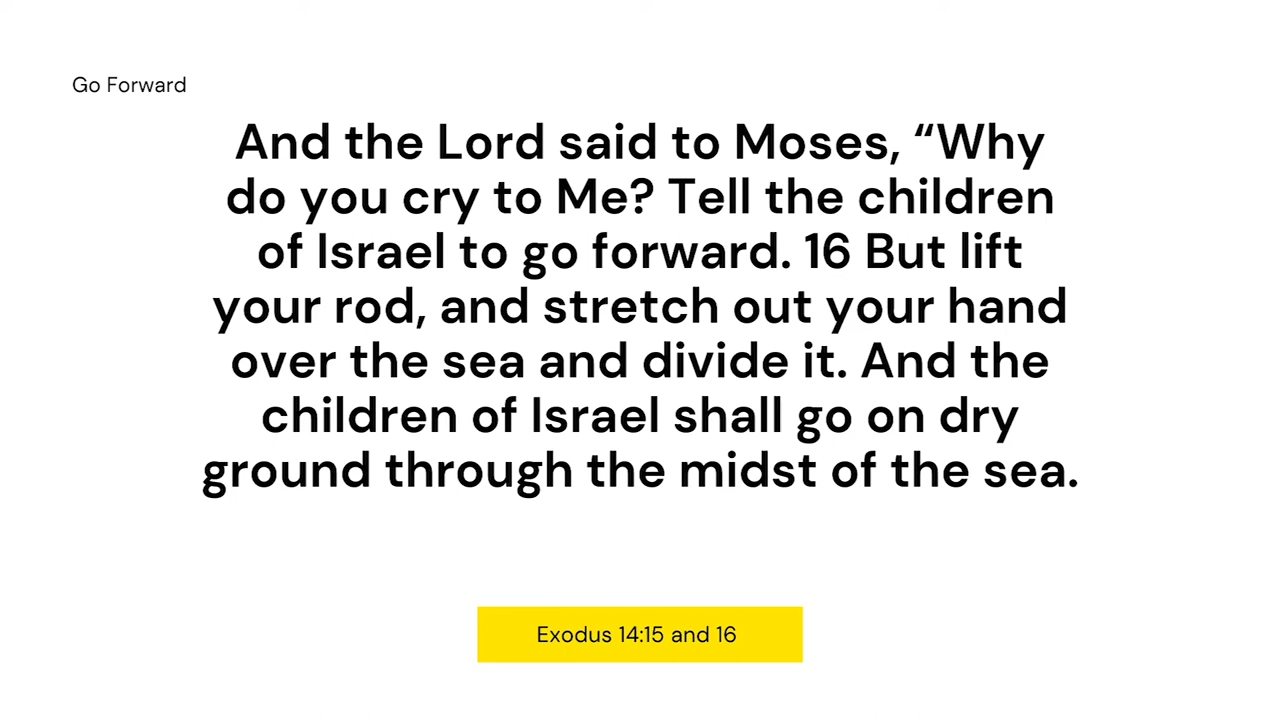 Go Forward
And the Lord said to Moses, “Why
do you cry to Me? Tell the children
of Israel to go forward. 16 But lift
your rod, and stretch out your hand
over the sea and divide it. And the
children of Israel shall go on dry
ground through the midst of the sea.
Exodus 14:15 and 16